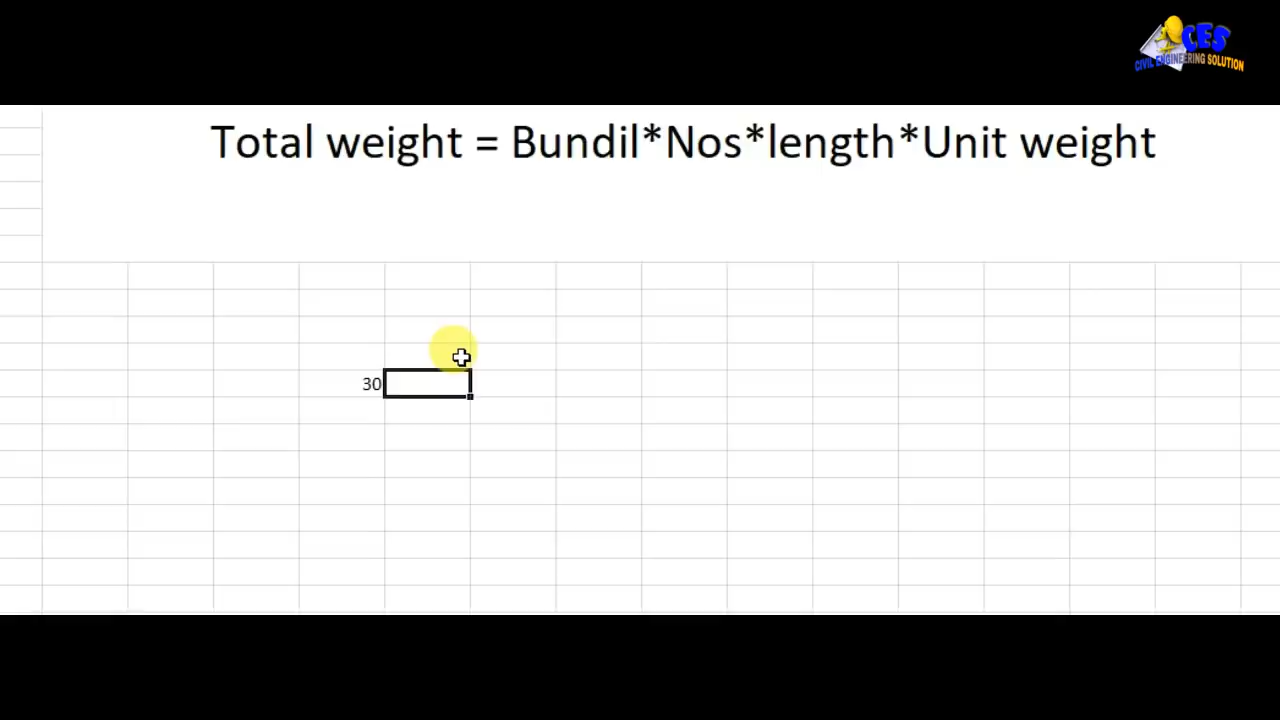 CES
CIVIL ENGINEERING SOLUTION
Total weight = Bundil*Nos*length*Unit weight
30